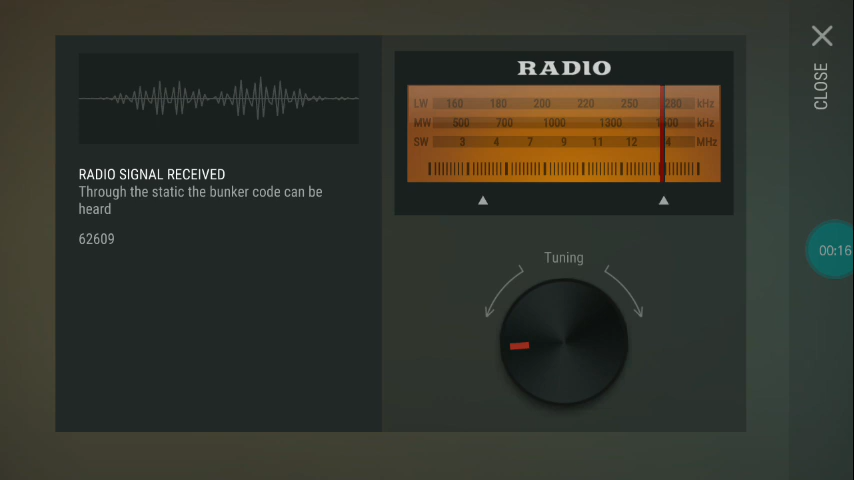 RADIO SIGNAL RECEIVED
Through the static the bunker code can be
heard
62609
RADIO
LW 160 180 200 220 250 280 kHz
MW 500 700 1000 1300 kHz
SW 3 4 7 9 11 12 MHz
Tuning
CLOSE
00:16